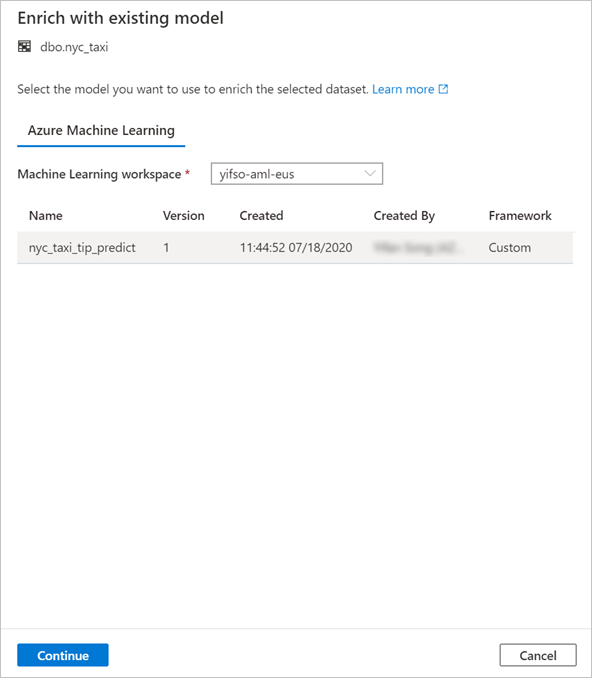 Enrich with existing model
dbo.nyc_taxi
Select the model you want to use to enrich the selected dataset. Learn more
Azure Machine Learning
Machine Learning workspace * yifso-aml-eus
Name Version Created Created By Framework
nyc_taxi_tip_predict 1 11:44:52 07/18/2020 Custom
Continue Cancel